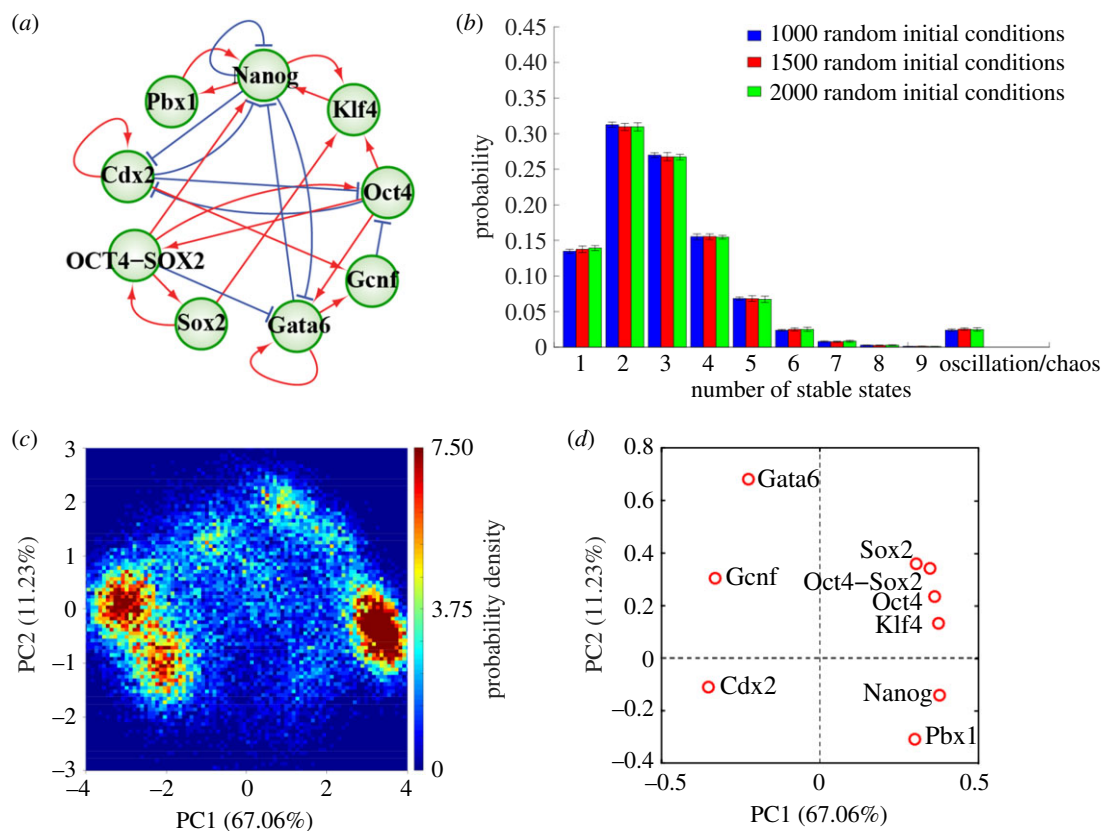 (a)
Nanog
Pbx1
Klf4
Cdx2
Oct4
OCT4–SOX2
Gcnf
Sox2
Gata6
(b)
0.45
0.40
0.35
0.30
0.25
0.20
0.15
0.10
0.05
0
probability
1000 random initial conditions
1500 random initial conditions
2000 random initial conditions
1 2 3 4 5 6 7 8 9 oscillation/chaos
number of stable states
(c)
3
2
1
0
–1
–2
–3
PC2 (11.23%)
–4 –2 0 2 4
PC1 (67.06%)
7.50
3.75
0
probability density
(d)
0.8
0.6
0.4
0.2
0
–0.2
–0.4
PC2 (11.23%)
Gata6
Sox2
Gcnf
Oct4–Sox2
Oct4
Klf4
Cdx2
Nanog
Pbx1
–0.5 0 0.5
PC1 (67.06%)